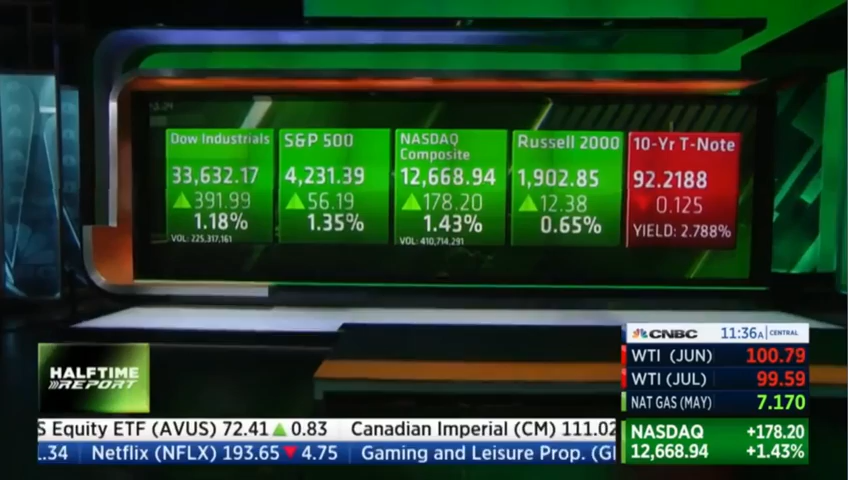 Dow Industrials
33,632.17
▲391.99
1.18%
VOL: 225,317,161
S&P 500
4,231.39
▲56.19
1.35%
NASDAQ
Composite
12,668.94
▲178.20
1.43%
VOL: 410,714,291
Russell 2000
1,902.85
▲12.38
0.65%
10-Yr T-Note
92.2188
▼0.125
YIELD: 2.788%
HALFTIME
REPORT
CNBC 11:36A CENTRAL
WTI (JUN) 100.79
WTI (JUL) 99.59
NAT GAS (MAY) 7.170
NASDAQ +178.20
12,668.94 +1.43%
S Equity ETF (AVUS) 72.41▲0.83 Canadian Imperial (CM) 111.02
.34 Netflix (NFLX) 193.65▼4.75 Gaming and Leisure Prop. (Gl